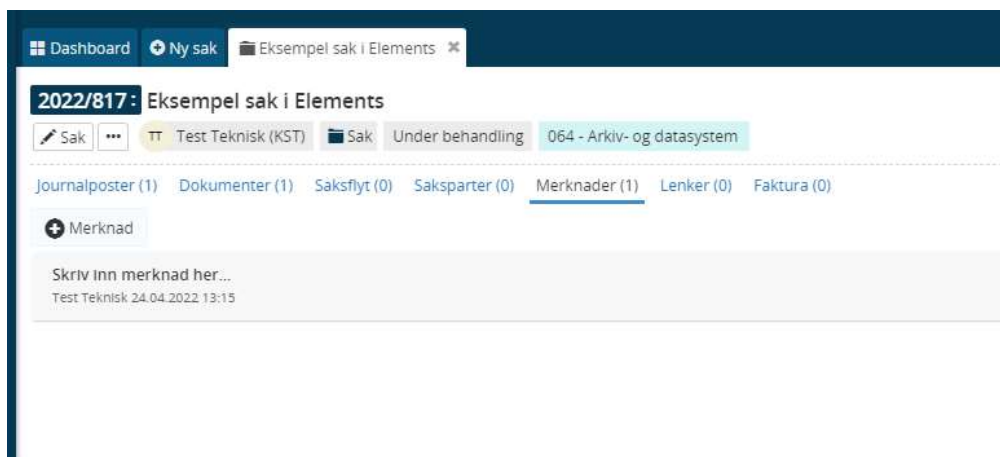 Dashboard Ny sak Eksempel sak i Elements
2022/817: Eksempel sak i Elements
Sak ... TT Test Teknisk (KST) Sak Under behandling 064 - Arkiv- og datasystem
Journalposter (1) Dokumenter (1) Saksflyt (0) Saksparter (0) Merknader (1) Lenker (0) Faktura (0)
Merknad
Skriv inn merknad her...
Test Teknisk 24.04.2022 13:15